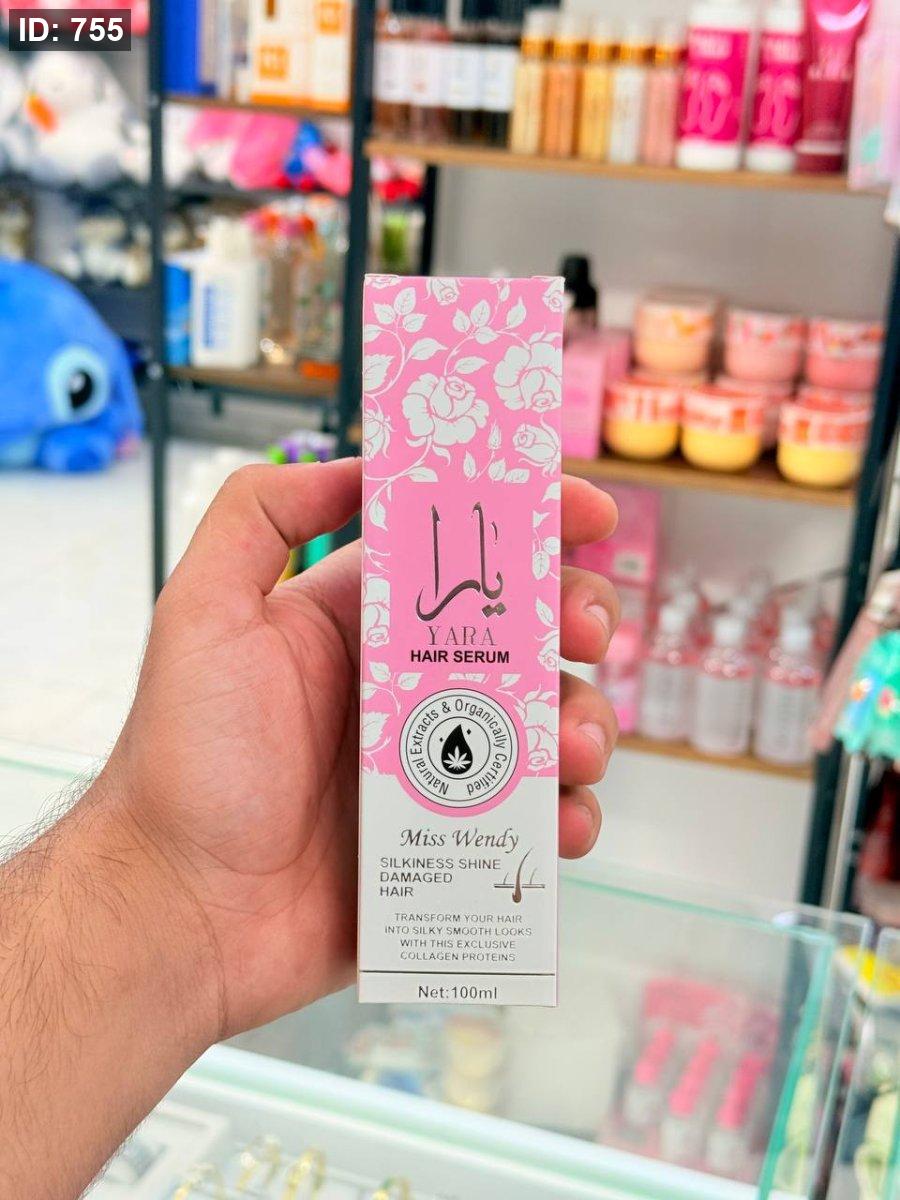 ID: 755
يارا
YARA
HAIR SERUM
Natural Extracts & Organically Certified
Miss Wendy
SILKINESS SHINE
DAMAGED
HAIR
TRANSFORM YOUR HAIR
INTO SILKY SMOOTH LOOKS
WITH THIS EXCLUSIVE
COLLAGEN PROTEINS
Net:100ml